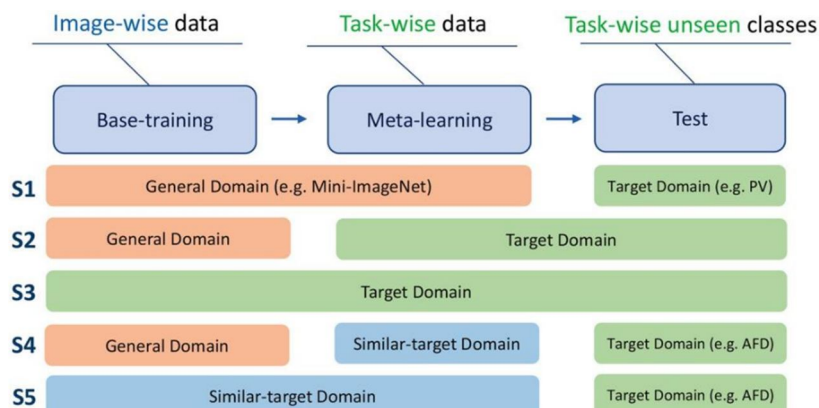 Image-wise data Task-wise data Task-wise unseen classes
Base-training Meta-learning Test
S1 General Domain (e.g. Mini-ImageNet) Target Domain (e.g. PV)
S2 General Domain Target Domain
S3 Target Domain
S4 General Domain Similar-target Domain Target Domain (e.g. AFD)
S5 Similar-target Domain Target Domain (e.g. AFD)